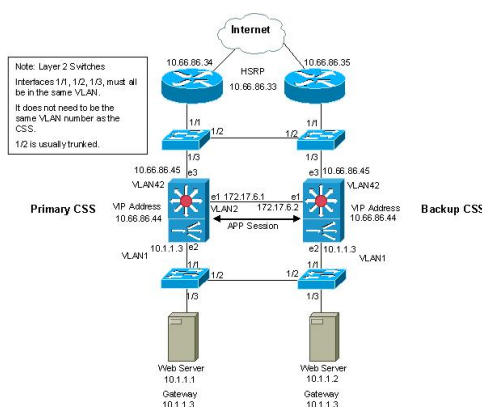 Internet
Note: Layer 2 Switches
Interfaces 1/1, 1/2, 1/3, must all
be in the same VLAN.
It does not need to be the
same VLAN number as the
CSS.
1/2 is usually trunked.
10.66.86.34
HSRP
10.66.86.33
10.66.86.35
1/1
1/2
1/2
1/1
1/3
1/3
10.66.86.45
e3
e3
10.66.86.45
VLAN42
VLAN42
Primary CSS
VIP Address
10.66.86.44
e1 172.17.6.1
e1
VLAN2
172.17.6.2
APP Session
VIP Address
10.66.86.44
Backup CSS
10.1.1.3
e2
e2
10.1.1.3
VLAN1
VLAN1
1/1
1/1
1/2
1/2
1/3
1/3
Web Server
10.1.1.1
Gateway
10.1.1.3
Web Server
10.1.1.2
Gateway
10.1.1.3